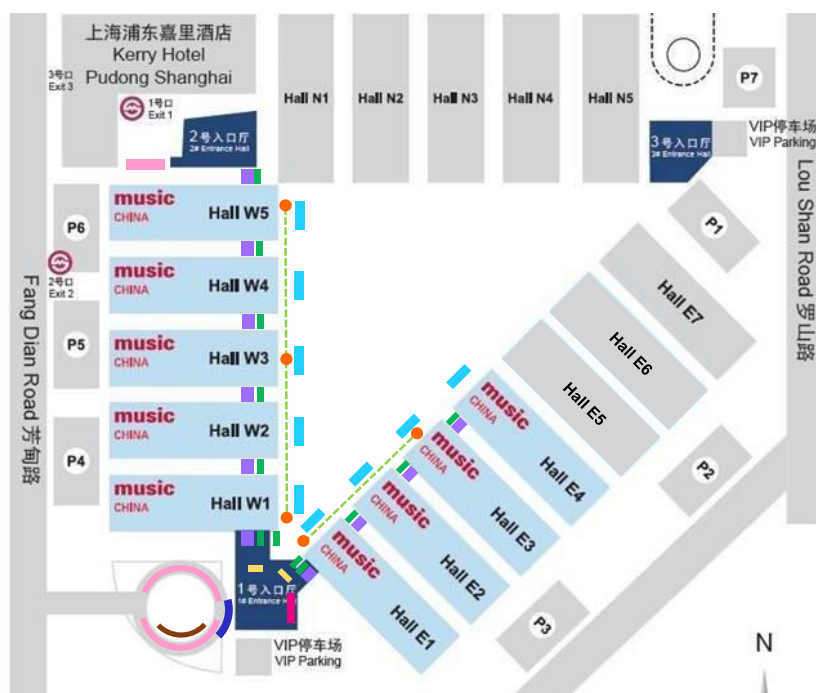 上海浦东嘉里酒店
Kerry Hotel
Pudong Shanghai
3号口
Exit 3
1号口
Exit 1
2号入口厅
2# Entrance Hall
Hall N1
Hall N2
Hall N3
Hall N4
Hall N5
P7
VIP停车场
VIP Parking
3号入口厅
3# Entrance Hall
Lou Shan Road 罗山路
P1
P6
2号口
Exit 2
P5
P4
Fang Dian Road 芳甸路
music
CHINA
Hall W5
music
CHINA
Hall W4
music
CHINA
Hall W3
music
CHINA
Hall W2
music
CHINA
Hall W1
Hall E7
Hall E6
Hall E5
music
CHINA
Hall E4
music
CHINA
Hall E3
music
CHINA
Hall E2
music
CHINA
Hall E1
P2
P3
1号入口厅
1# Entrance Hall
VIP停车场
VIP Parking
N